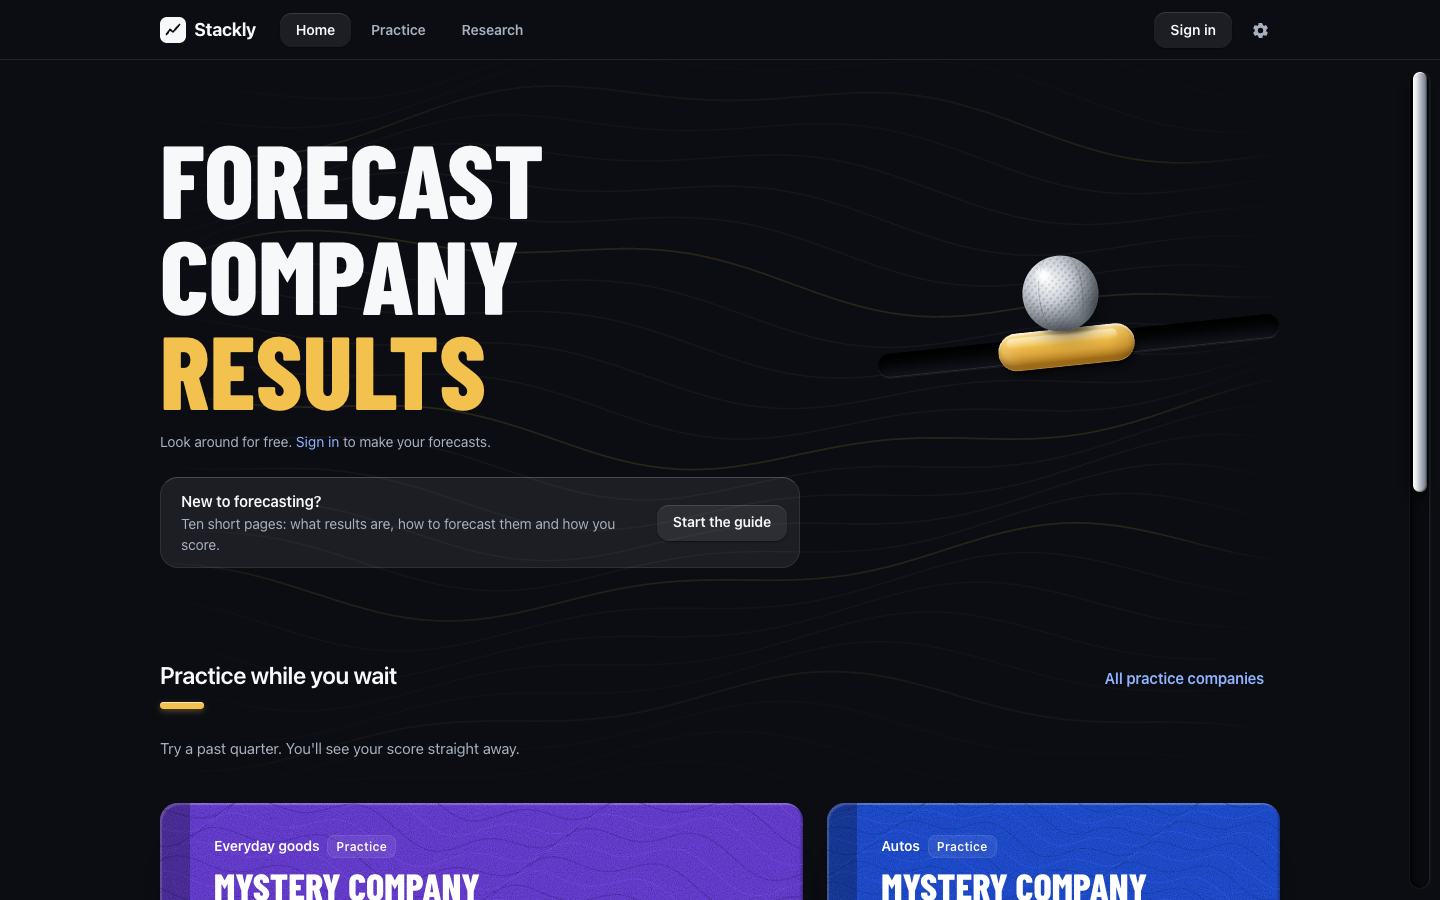 Stackly
Home
Practice
Research
Sign in
FORECAST
COMPANY
RESULTS
Look around for free. Sign in to make your forecasts.
New to forecasting?
Ten short pages: what results are, how to forecast them and how you
score.
Start the guide
Practice while you wait
All practice companies
Try a past quarter. You'll see your score straight away.
Everyday goods
Practice
MYSTERY COMPANY
Autos
Practice
MYSTERY COMPANY